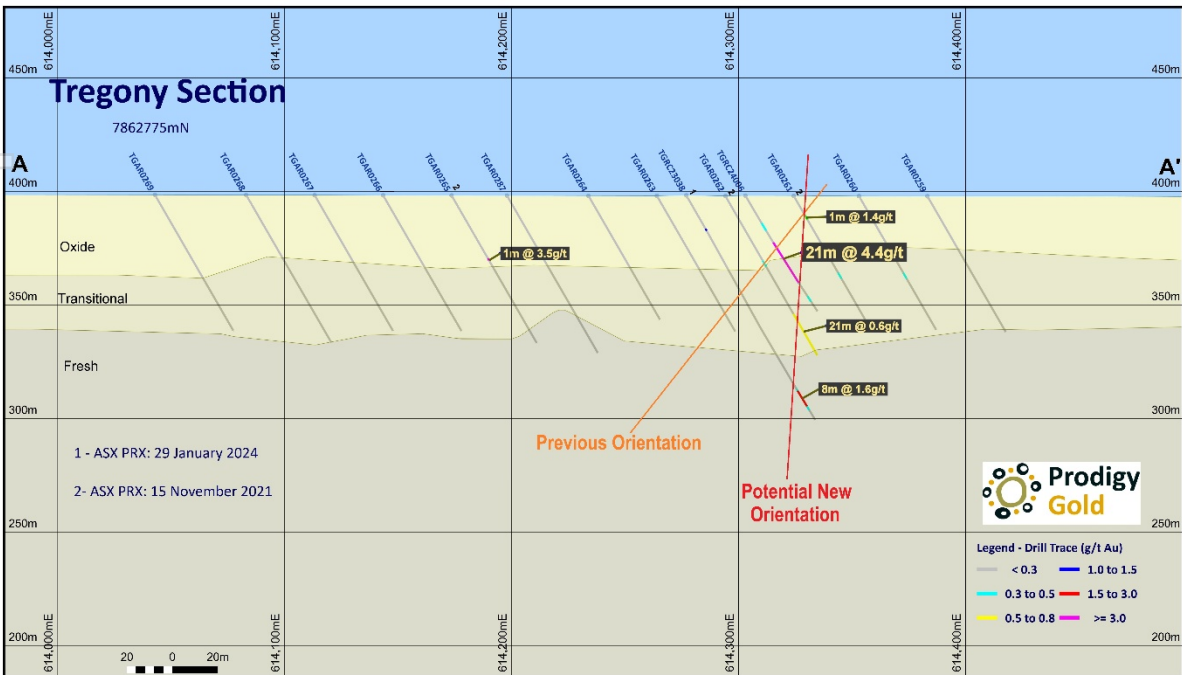 614,000mE
614,100mE
614,200mE
614,300mE
614,400mE
450m
450m
Tregony Section
7862775mN
A
A'
TGAR0269
TGAR0268
TGAR0267
TGAR0266
TGAR0265
2
TGAR0287
TGAR0264
TGAR0263
TGRC23038
1
TGAR0262
2
TGRC24006
TGAR0261
2
TGAR0260
TGAR0259
400m
400m
1m @ 1.4g/t
Oxide
1m @ 3.5g/t
21m @ 4.4g/t
Transitional
350m
350m
21m @ 0.6g/t
Fresh
8m @ 1.6g/t
300m
300m
Previous Orientation
1 - ASX PRX: 29 January 2024
2- ASX PRX: 15 November 2021
Potential New
Orientation
Prodigy
Gold
250m
250m
Legend - Drill Trace (g/t Au)
< 0.3 1.0 to 1.5
0.3 to 0.5 1.5 to 3.0
0.5 to 0.8 >= 3.0
200m
200m
20 0 20m
614,000mE
614,100mE
614,200mE
614,300mE
614,400mE